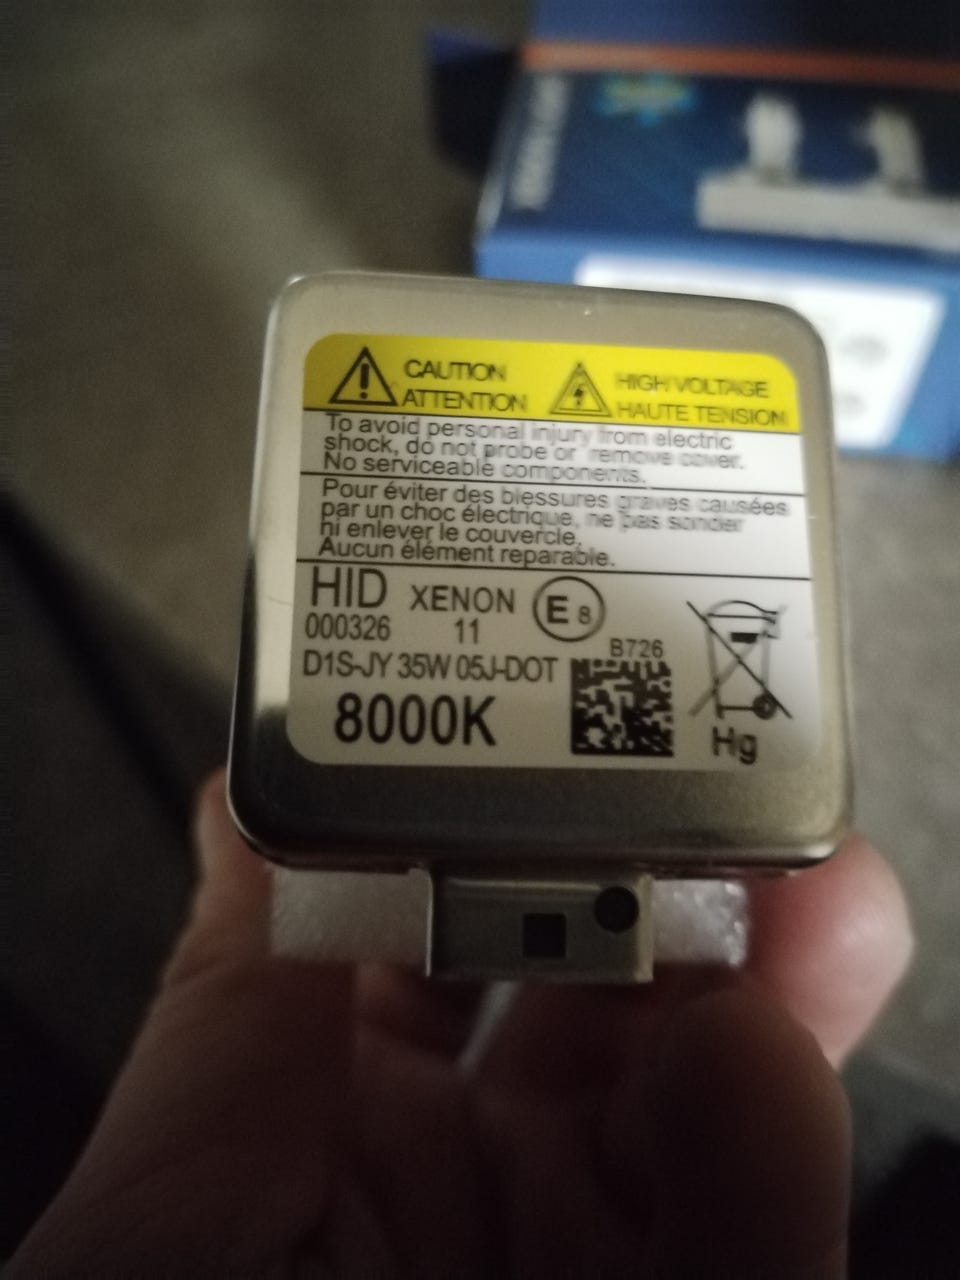 CAUTION
ATTENTION
HIGH VOLTAGE
HAUTE TENSION
To avoid personal injury from electric
shock, do not probe or remove cover.
No serviceable components.
Pour éviter des blessures graves causées
par un choc électrique, ne pas sonder
ni enlever le couvercle.
Aucun élément reparable.
HID XENON E8
000326 11
B726
D1S-JY 35W 05J-DOT
8000K
Hg